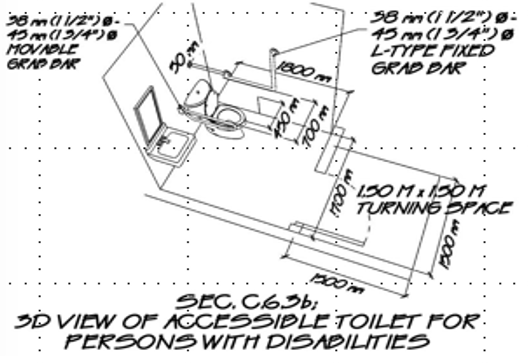 38 mm (1 1/2") Ø -
45 mm (1 3/4") Ø
MOVABLE
GRAB BAR
38 mm (1 1/2") Ø -
45 mm (1 3/4") Ø
L-TYPE FIXED
GRAB BAR
50 m
1800 m
450 m
700 m
1700 m
1.50 M x 1.50 M
TURNING SPACE
1500 m
1500 m
SEC. C.6.3b;
3D VIEW OF ACCESSIBLE TOILET FOR
PERSONS WITH DISABILITIES